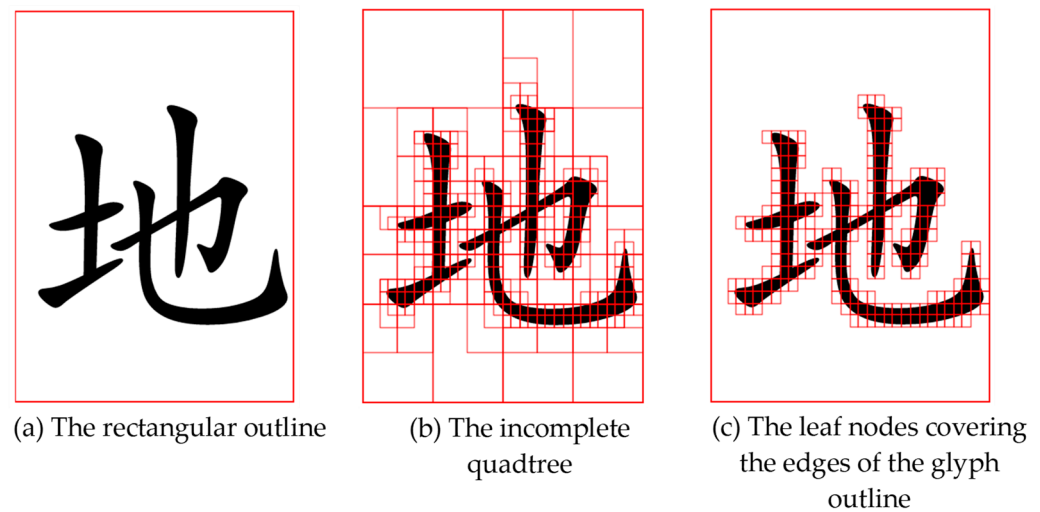 地 地 地
(a) The rectangular outline (b) The incomplete (c) The leaf nodes covering
quadtree the edges of the glyph
outline